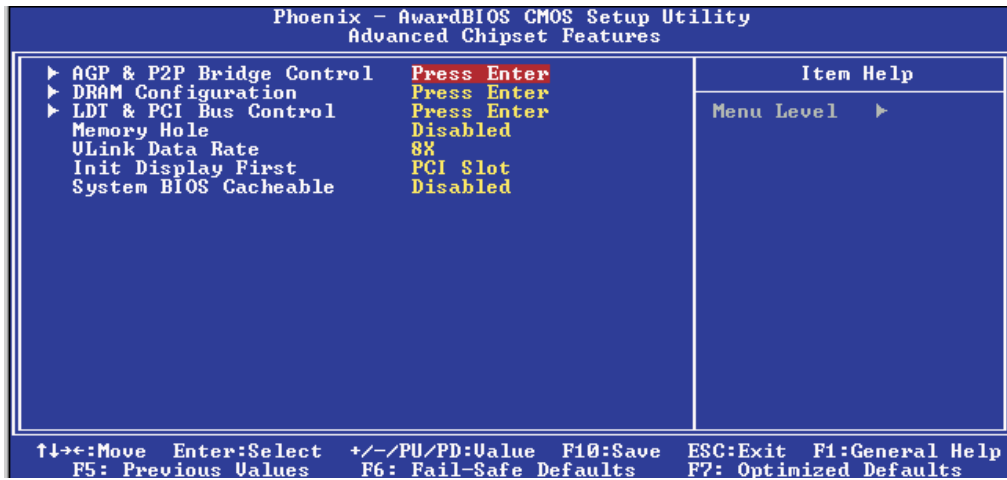 Phoenix - AwardBIOS CMOS Setup Utility
Advanced Chipset Features
► AGP & P2P Bridge Control Press Enter
► DRAM Configuration Press Enter
► LDT & PCI Bus Control Press Enter
Memory Hole Disabled
VLink Data Rate 8X
Init Display First PCI Slot
System BIOS Cacheable Disabled
Item Help
Menu Level ►
↑↓→←:Move Enter:Select +/-/PU/PD:Value F10:Save ESC:Exit F1:General Help
F5: Previous Values F6: Fail-Safe Defaults F7: Optimized Defaults